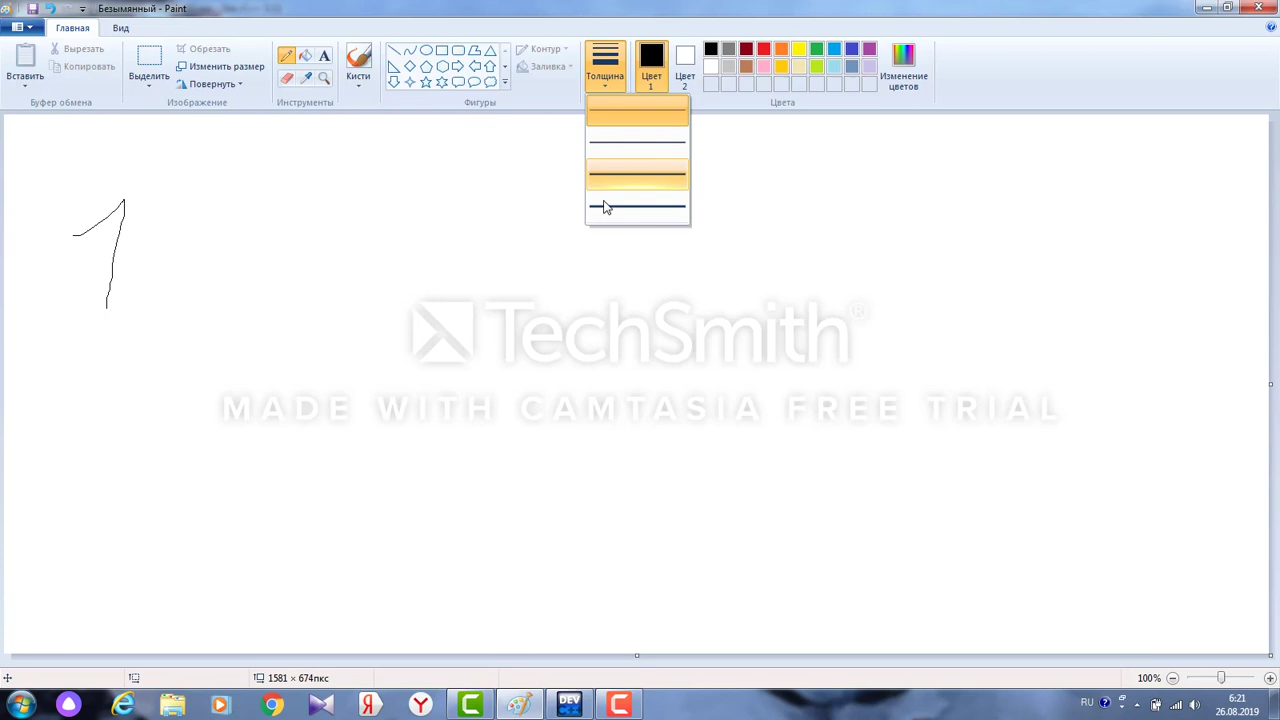 Безымянный - Paint
Главная
Вид
Вставить
Вырезать
Копировать
Буфер обмена
Выделить
Обрезать
Изменить размер
Повернуть
Изображение
A
Инструменты
Кисти
Контур
Заливка
Фигуры
Толщина
Цвет
1
Цвет
2
Изменение
цветов
Цвета
1
TechSmith®
MADE WITH CAMTASIA FREE TRIAL
1581 × 674пкс
100%
DEV
RU
6:21
26.08.2019